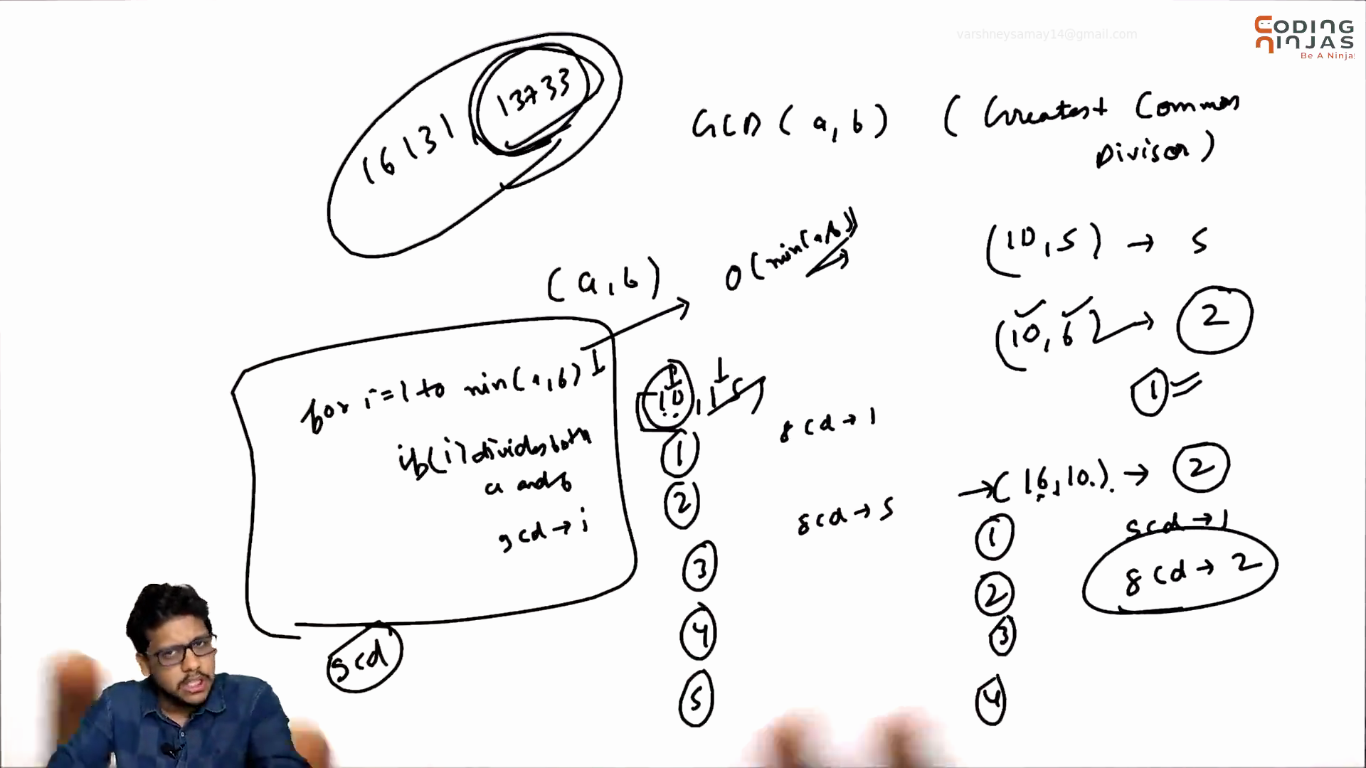 varshneysamay14@gmail.com
CODING
NINJAS
Be A Ninja
16131, 13733
GCD (a, b) (Greatest Common
Divisor)
(10, 5) → 5
(10, 6) → 2
1
(a, b)
O(min(a,b))
for i=1 to min(a,b)
if(i) divides both
a and b
gcd → i
gcd
10, 15
1
2
3
4
5
gcd → 1
gcd → 5
→ (16, 10) → 2
1
2
3
4
gcd → 1
gcd → 2